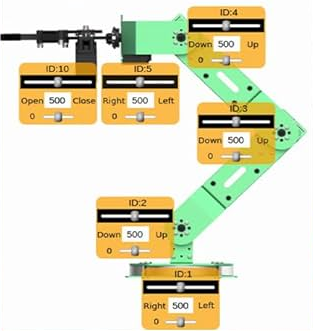 ID:4
Down 500 Up
0
ID:10
Open 500 Close
0
ID:5
Right 500 Left
0
ID:3
Down 500 Up
0
ID:2
Down 500 Up
0
ID:1
Right 500 Left
0